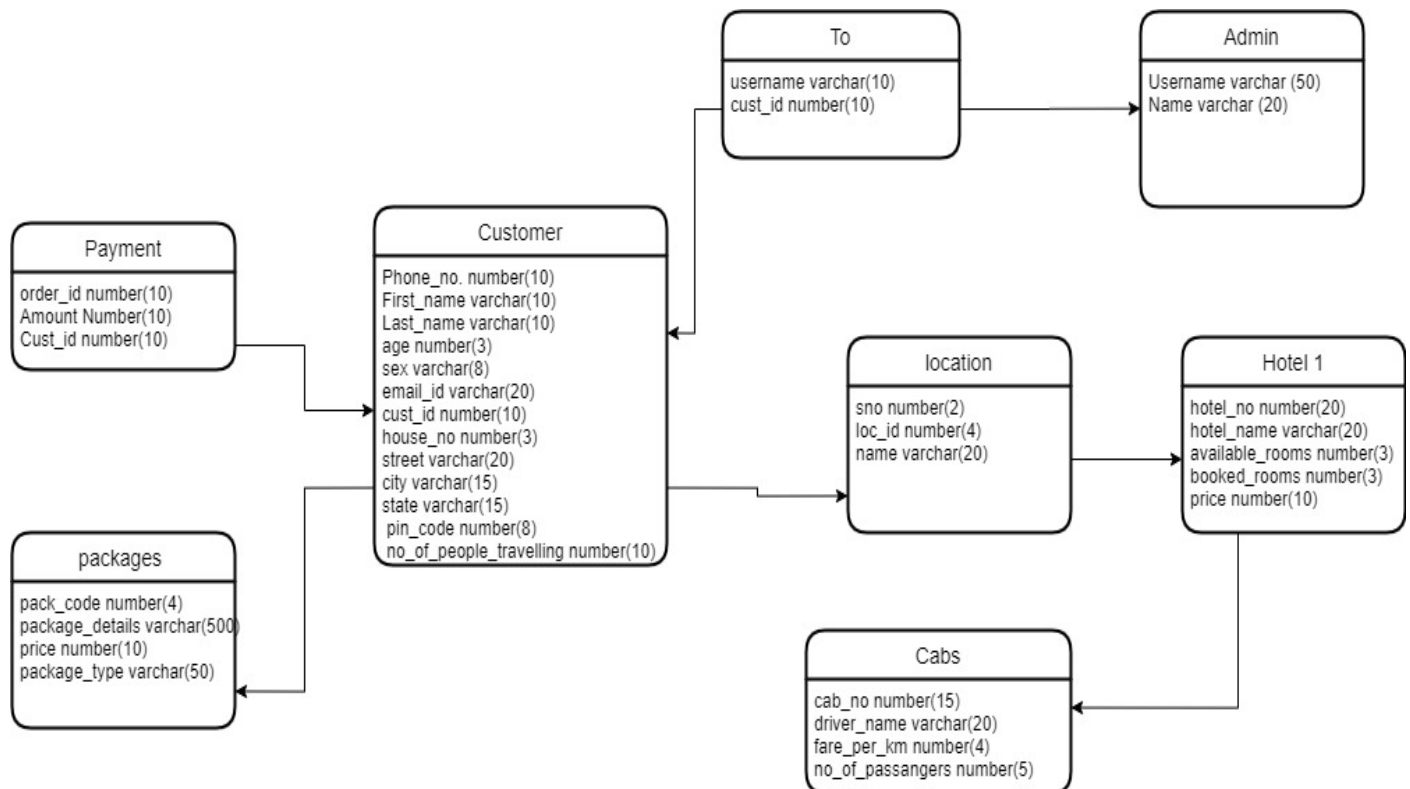 To
username varchar(10)
cust_id number(10)
Admin
Username varchar (50)
Name varchar (20)
Payment
order_id number(10)
Amount Number(10)
Cust_id number(10)
Customer
Phone_no. number(10)
First_name varchar(10)
Last_name varchar(10)
age number(3)
sex varchar(8)
email_id varchar(20)
cust_id number(10)
house_no number(3)
street varchar(20)
city varchar(15)
state varchar(15)
pin_code number(8)
no_of_people_travelling number(10)
location
sno number(2)
loc_id number(4)
name varchar(20)
Hotel 1
hotel_no number(20)
hotel_name varchar(20)
available_rooms number(3)
booked_rooms number(3)
price number(10)
packages
pack_code number(4)
package_details varchar(500)
price number(10)
package_type varchar(50)
Cabs
cab_no number(15)
driver_name varchar(20)
fare_per_km number(4)
no_of_passangers number(5)